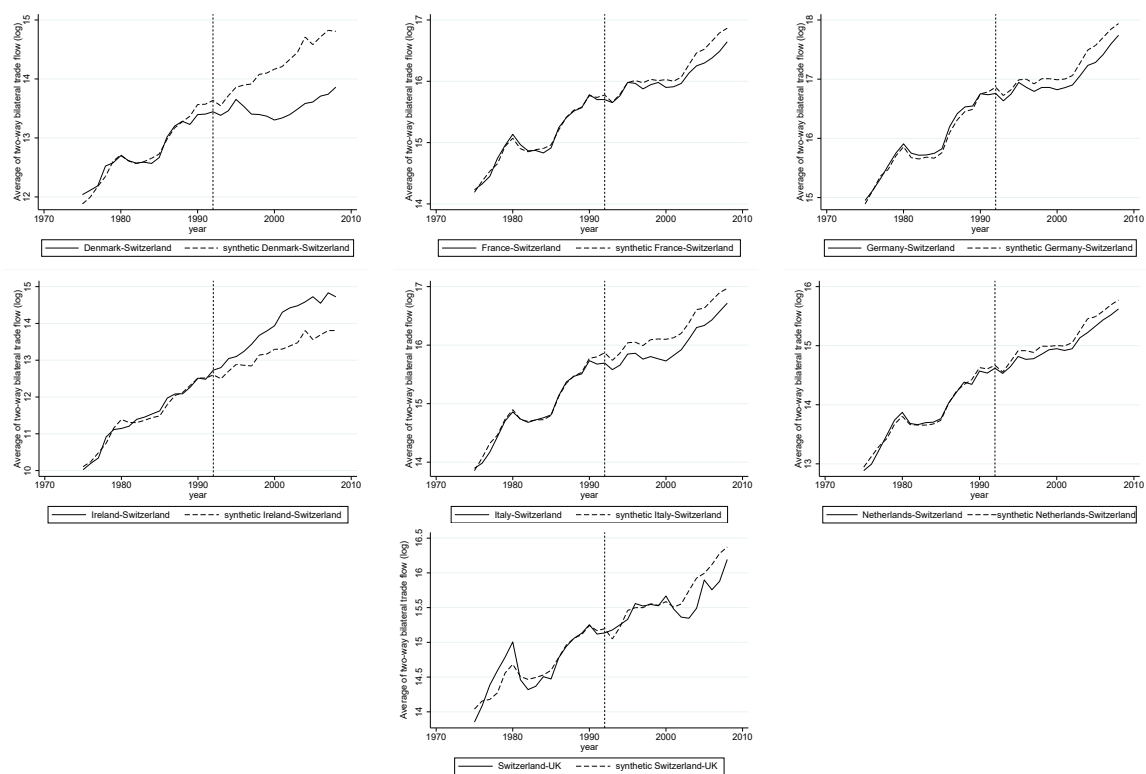 Average of two-way bilateral trade flow (log)
12 13 14 15
1970 1980 1990 2000 2010
year
Denmark-Switzerland synthetic Denmark-Switzerland
Average of two-way bilateral trade flow (log)
14 15 16 17
1970 1980 1990 2000 2010
year
France-Switzerland synthetic France-Switzerland
Average of two-way bilateral trade flow (log)
15 16 17 18
1970 1980 1990 2000 2010
year
Germany-Switzerland synthetic Germany-Switzerland
Average of two-way bilateral trade flow (log)
10 11 12 13 14 15
1970 1980 1990 2000 2010
year
Ireland-Switzerland synthetic Ireland-Switzerland
Average of two-way bilateral trade flow (log)
14 15 16 17
1970 1980 1990 2000 2010
year
Italy-Switzerland synthetic Italy-Switzerland
Average of two-way bilateral trade flow (log)
13 14 15 16
1970 1980 1990 2000 2010
year
Netherlands-Switzerland synthetic Netherlands-Switzerland
Average of two-way bilateral trade flow (log)
14 14.5 15 15.5 16 16.5
1970 1980 1990 2000 2010
year
Switzerland-UK synthetic Switzerland-UK